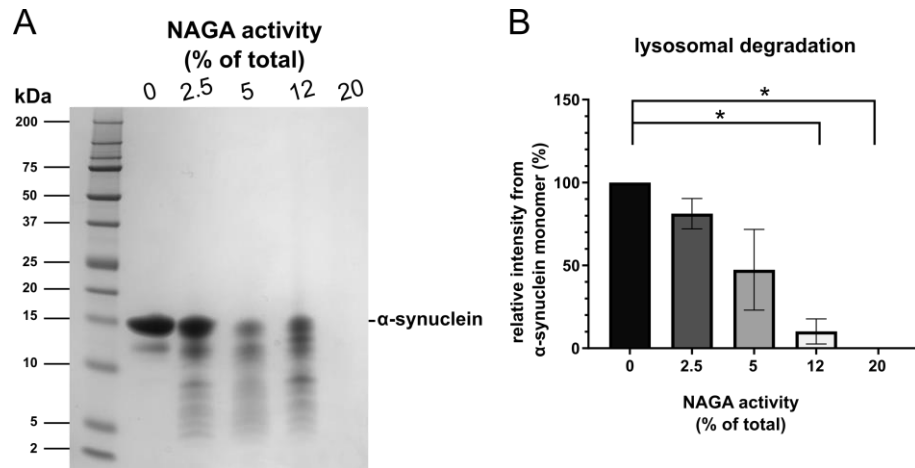 A
NAGA activity
(% of total)
kDa
0 2.5 5 12 20
200
75
50
37
25
20
15
10
5
2
-α-synuclein
B
lysosomal degradation
*
*
150
100
50
0
relative intensity from
α-synuclein monomer (%)
0 2.5 5 12 20
NAGA activity
(% of total)